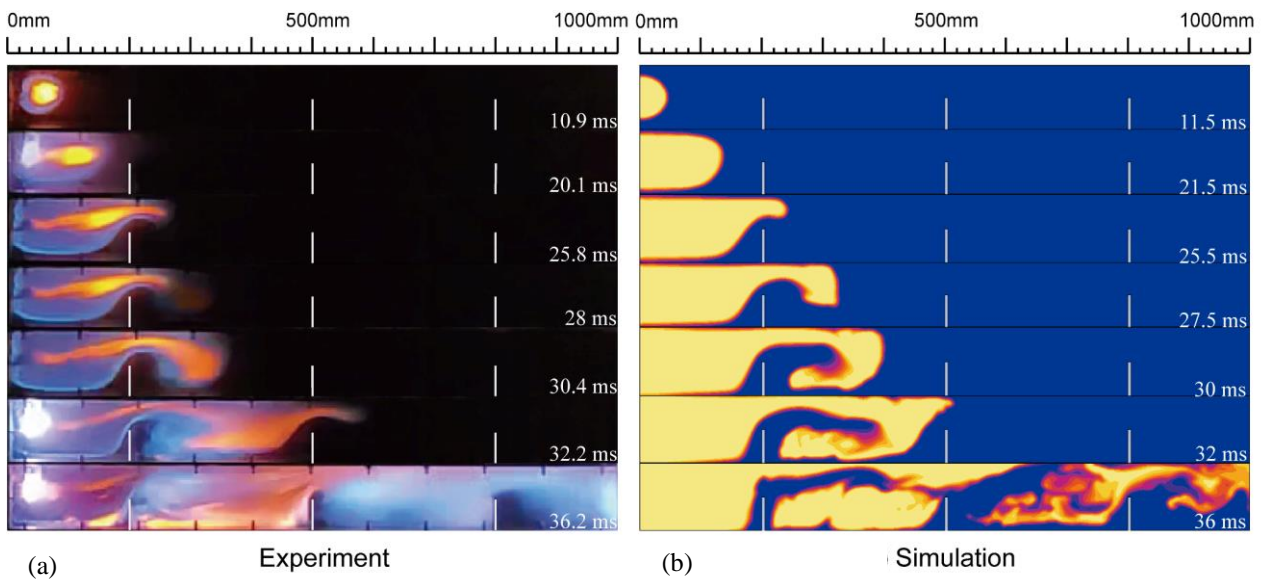 0mm 500mm 1000mm 0mm 500mm 1000mm
10.9 ms 11.5 ms
20.1 ms 21.5 ms
25.8 ms 25.5 ms
28 ms 27.5 ms
30.4 ms 30 ms
32.2 ms 32 ms
36.2 ms 36 ms
(a) Experiment (b) ) Simulation